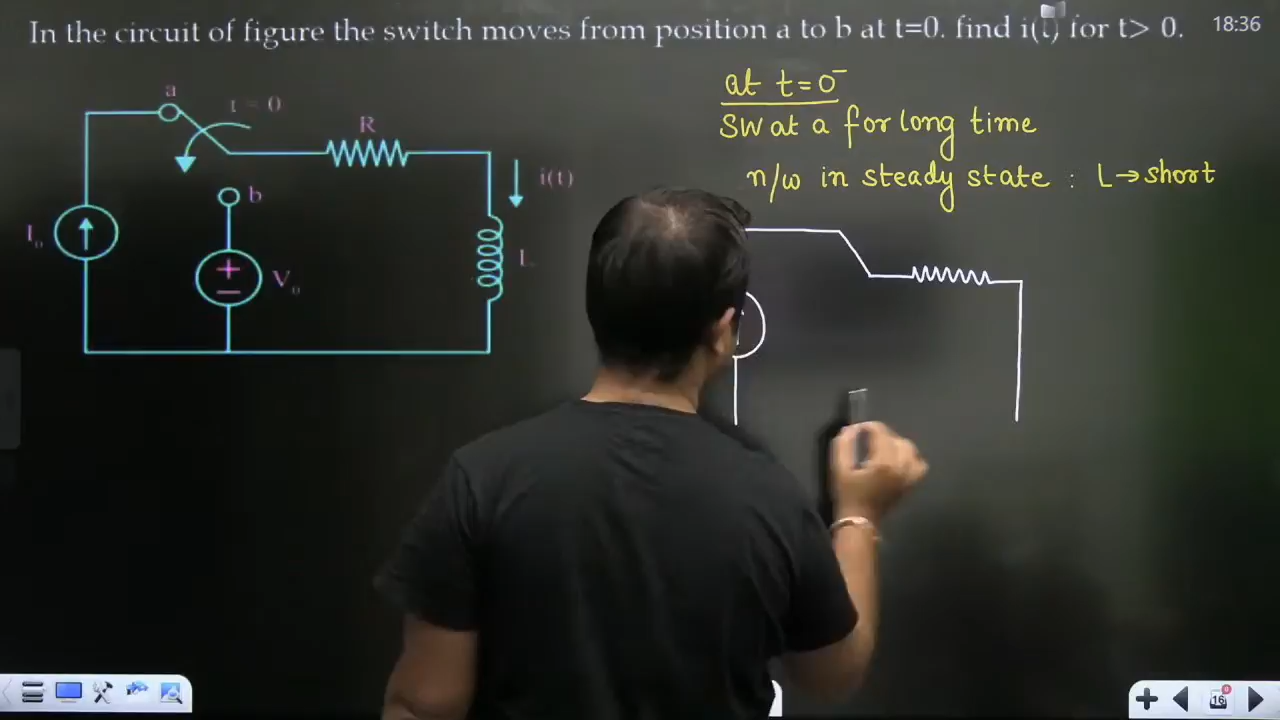 In the circuit of figure the switch moves from position a to b at t=0. find i(t) for t> 0.
18:36
a
t = 0
R
i(t)
b
I₀
V₀
L
at t=0⁻
SW at a for long time
n/w in steady state : L→short
16